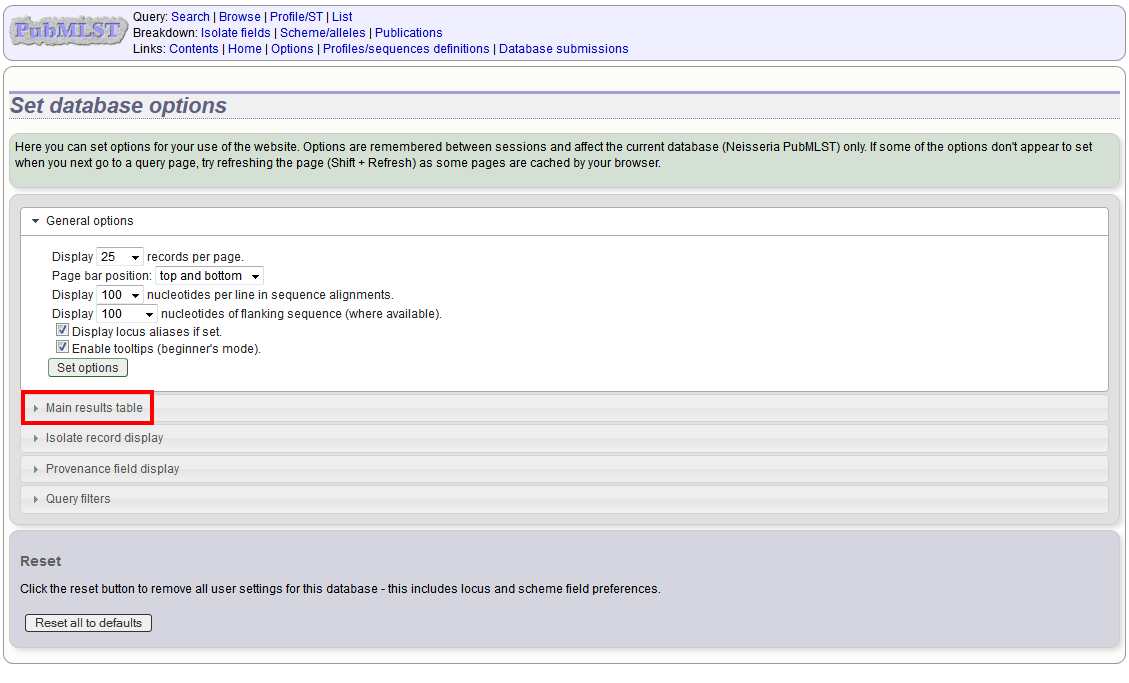 PubMLST
Query: Search | Browse | Profile/ST | List
Breakdown: Isolate fields | Scheme/alleles | Publications
Links: Contents | Home | Options | Profiles/sequences definitions | Database submissions
Set database options
Here you can set options for your use of the website. Options are remembered between sessions and affect the current database (Neisseria PubMLST) only. If some of the options don't appear to set
when you next go to a query page, try refreshing the page (Shift + Refresh) as some pages are cached by your browser.
General options
Display 25 records per page.
Page bar position: top and bottom
Display 100 nucleotides per line in sequence alignments.
Display 100 nucleotides of flanking sequence (where available).
Display locus aliases if set.
Enable tooltips (beginner's mode).
Set options
Main results table
Isolate record display
Provenance field display
Query filters
Reset
Click the reset button to remove all user settings for this database - this includes locus and scheme field preferences.
Reset all to defaults